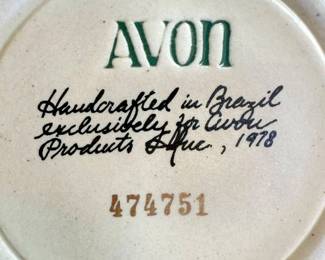 AVON
Handcrafted in Brazil
exclusively for Avon
Products Inc., 1978
474751